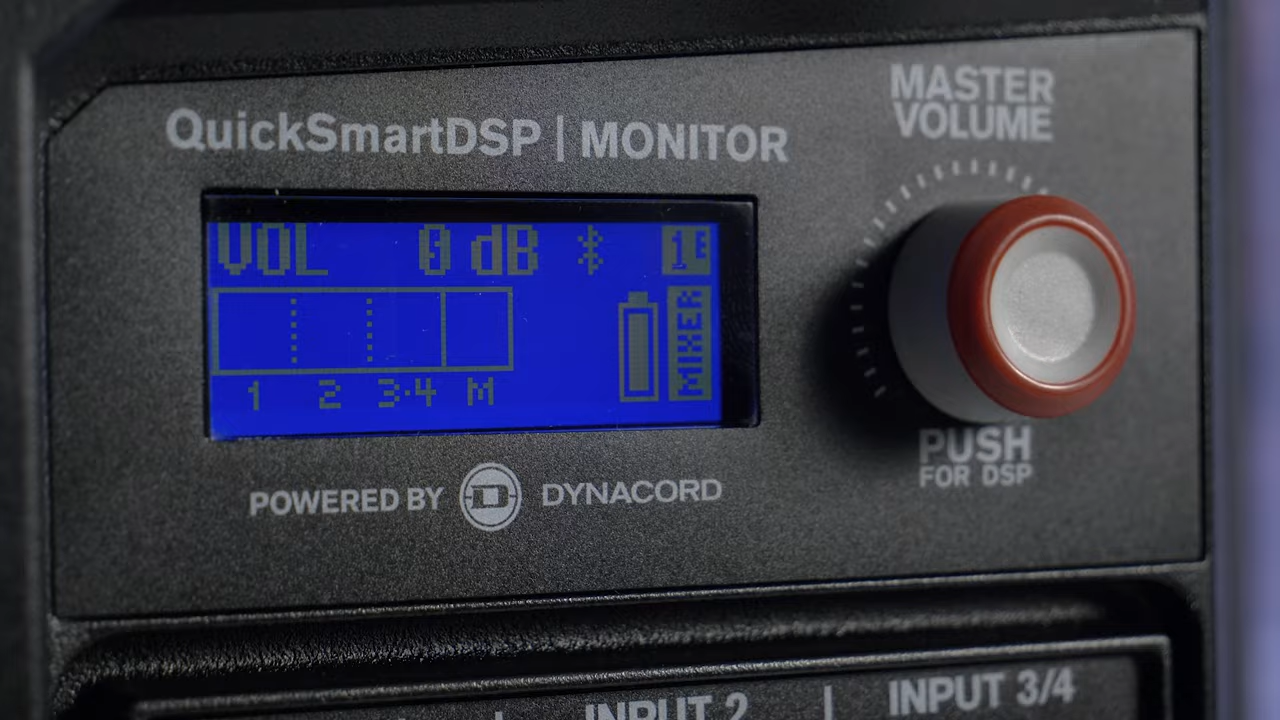 MASTER
VOLUME
QuickSmartDSP | MONITOR
VOL 0 dB
MIXER
1 2 3·4 M
PUSH
FOR DSP
POWERED BY D DYNACORD
INPUT 2 | INPUT 3/4